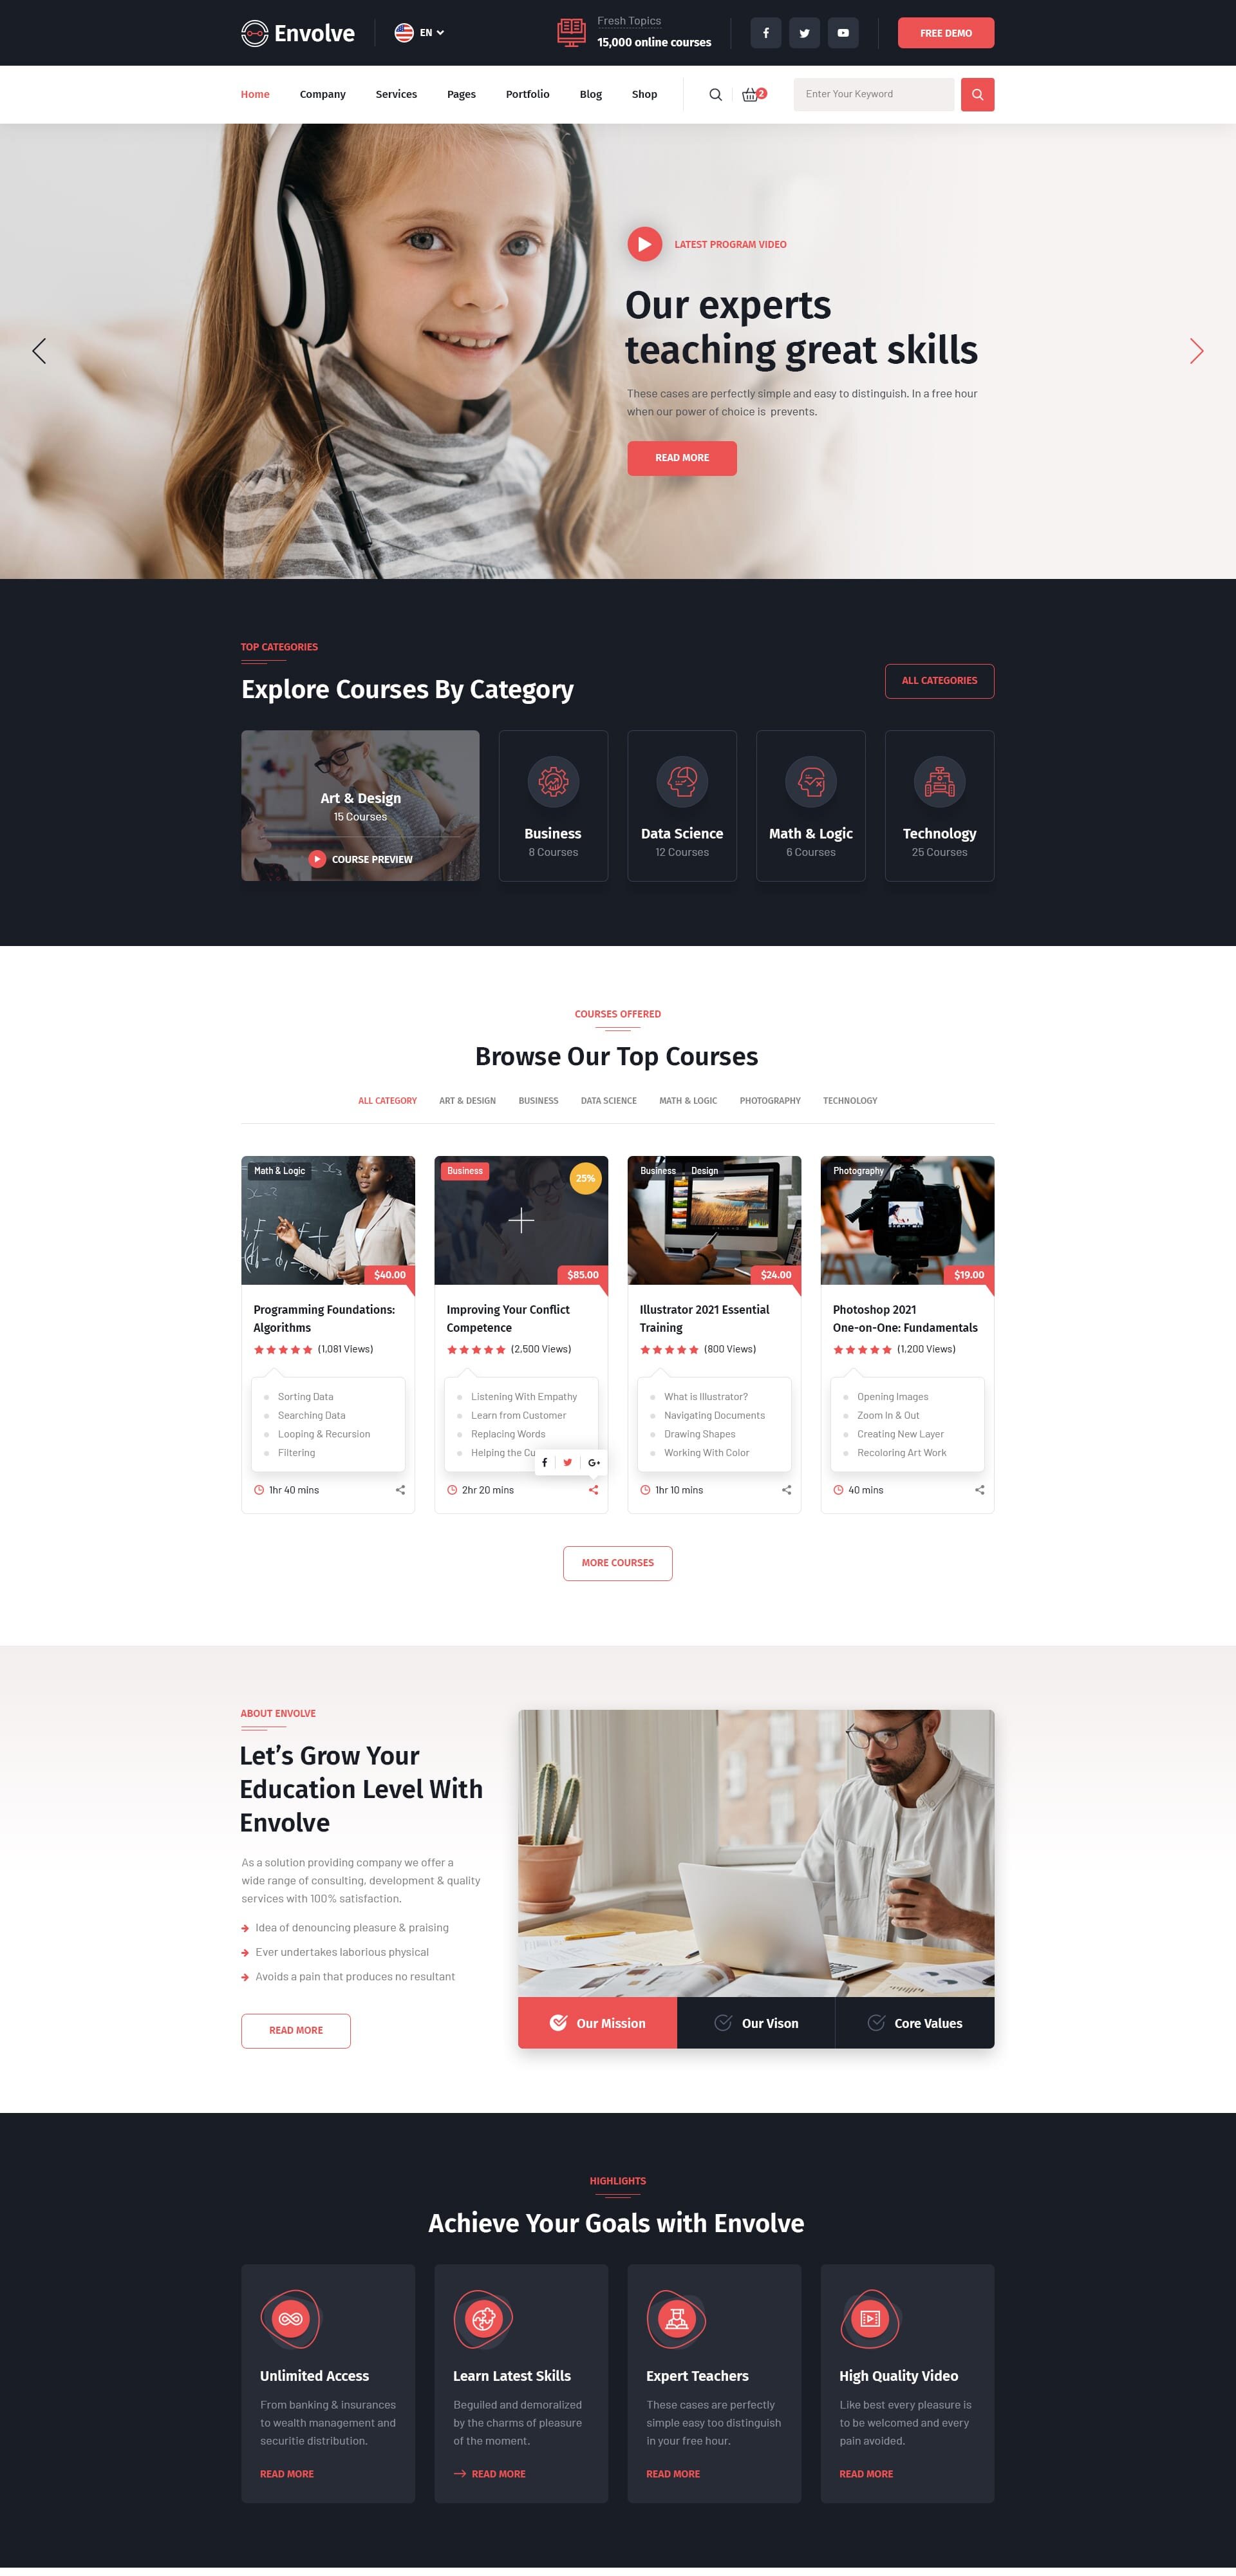 Envolve
EN
Fresh Topics
15,000 online courses
FREE DEMO
Home Company Services Pages Portfolio Blog Shop
2
Enter Your Keyword
LATEST PROGRAM VIDEO
Our experts
teaching great skills
These cases are perfectly simple and easy to distinguish. In a free hour
when our power of choice is prevents.
READ MORE
TOP CATEGORIES
Explore Courses By Category
ALL CATEGORIES
Art & Design
15 Courses
COURSE PREVIEW
Business
8 Courses
Data Science
12 Courses
Math & Logic
6 Courses
Technology
25 Courses
COURSES OFFERED
Browse Our Top Courses
ALL CATEGORY ART & DESIGN BUSINESS DATA SCIENCE MATH & LOGIC PHOTOGRAPHY TECHNOLOGY
Math & Logic
$40.00
Programming Foundations:
Algorithms
(1,081 Views)
Sorting Data
Searching Data
Looping & Recursion
Filtering
1hr 40 mins
Business
25%
$85.00
Improving Your Conflict
Competence
(2,500 Views)
Listening With Empathy
Learn from Customer
Replacing Words
Helping the Cu
2hr 20 mins
Business Design
$24.00
Illustrator 2021 Essential
Training
(800 Views)
What is Illustrator?
Navigating Documents
Drawing Shapes
Working With Color
1hr 10 mins
Photography
$19.00
Photoshop 2021
One-on-One: Fundamentals
(1,200 Views)
Opening Images
Zoom In & Out
Creating New Layer
Recoloring Art Work
40 mins
MORE COURSES
ABOUT ENVOLVE
Let’s Grow Your
Education Level With
Envolve
As a solution providing company we offer a
wide range of consulting, development & quality
services with 100% satisfaction.
Idea of denouncing pleasure & praising
Ever undertakes laborious physical
Avoids a pain that produces no resultant
READ MORE
Our Mission
Our Vison
Core Values
HIGHLIGHTS
Achieve Your Goals with Envolve
Unlimited Access
From banking & insurances
to wealth management and
securitie distribution.
READ MORE
Learn Latest Skills
Beguiled and demoralized
by the charms of pleasure
of the moment.
READ MORE
Expert Teachers
These cases are perfectly
simple easy too distinguish
in your free hour.
READ MORE
High Quality Video
Like best every pleasure is
to be welcomed and every
pain avoided.
READ MORE